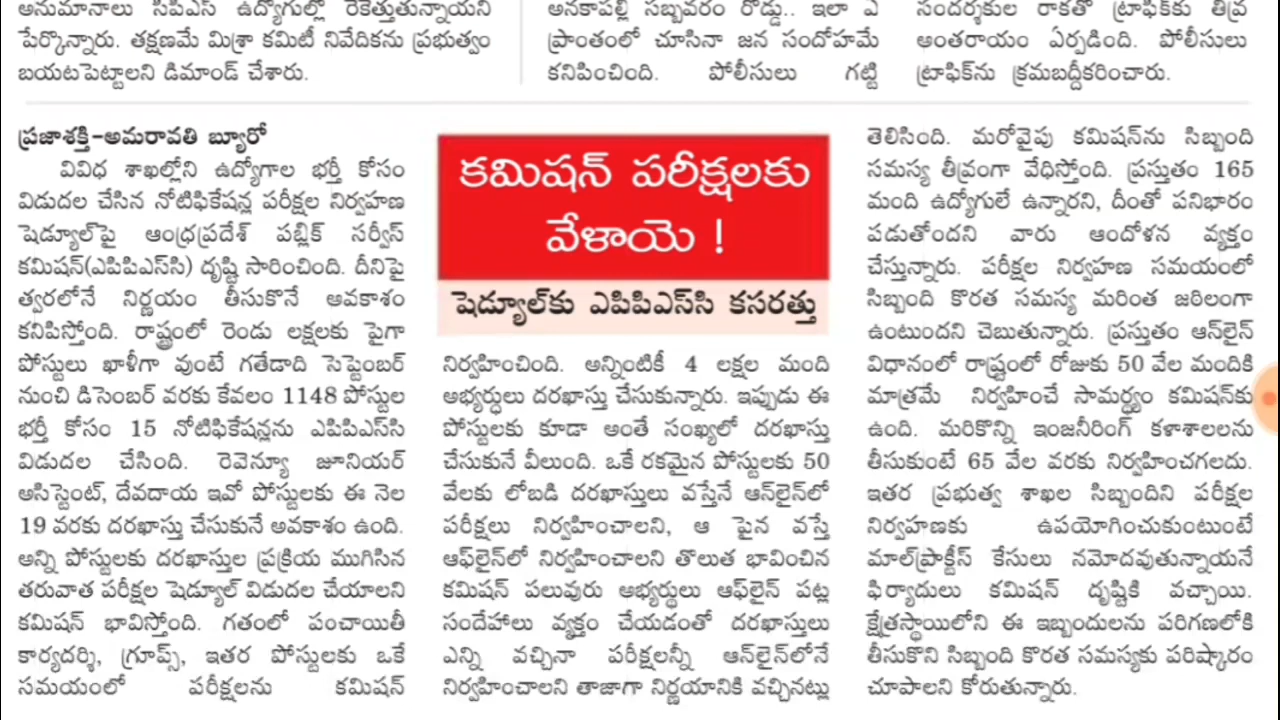 అనుమానాలు సిపిఎస్ ఉద్యోగుల్లో రేకెత్తుతున్నాయని
పేర్కొన్నారు. తక్షణమే మిశ్రా కమిటీ నివేదికను ప్రభుత్వం
బయటపెట్టాలని డిమాండ్ చేశారు.
అనకాపల్లి సబ్బవరం రోడ్డు.. ఇలా ఏ
ప్రాంతంలో చూసినా జన సందోహమే
కనిపించింది. పోలీసులు గట్టి
సందర్శకుల రాకతో ట్రాఫిక్‌కు తీవ్ర
అంతరాయం ఏర్పడింది. పోలీసులు
ట్రాఫిక్‌ను క్రమబద్దీకరించారు.
ప్రజాశక్తి-అమరావతి బ్యూరో
వివిధ శాఖల్లోని ఉద్యోగాల భర్తీ కోసం
విడుదల చేసిన నోటిఫికేషన్ల పరీక్షల నిర్వహణ
షెడ్యూల్‌పై ఆంధ్రప్రదేశ్ పబ్లిక్ సర్వీస్
కమిషన్(ఎపిపిఎస్‌సి) దృష్టి సారించింది. దీనిపై
త్వరలోనే నిర్ణయం తీసుకొనే అవకాశం
కనిపిస్తోంది. రాష్ట్రంలో రెండు లక్షలకు పైగా
పోస్టులు ఖాళీగా వుంటే గతేడాది సెప్టెంబర్
నుంచి డిసెంబర్ వరకు కేవలం 1148 పోస్టుల
భర్తీ కోసం 15 నోటిఫికేషన్లను ఎపిపిఎస్‌సి
విడుదల చేసింది. రెవెన్యూ జూనియర్
అసిస్టెంట్, దేవదాయ ఇవో పోస్టులకు ఈ నెల
19 వరకు దరఖాస్తు చేసుకునే అవకాశం ఉంది.
అన్ని పోస్టులకు దరఖాస్తుల ప్రక్రియ ముగిసిన
తరువాత పరీక్షల షెడ్యూల్ విడుదల చేయాలని
కమిషన్ భావిస్తోంది. గతంలో పంచాయితీ
కార్యదర్శి, గ్రూప్స్, ఇతర పోస్టులకు ఒకే
సమయంలో పరీక్షలను కమిషన్
కమిషన్ పరీక్షలకు
వేళాయె !
షెడ్యూల్‌కు ఎపిపిఎస్‌సి కసరత్తు
నిర్వహించింది. అన్నింటికీ 4 లక్షల మంది
అభ్యర్ధులు దరఖాస్తు చేసుకున్నారు. ఇప్పుడు ఈ
పోస్టులకు కూడా అంతే సంఖ్యలో దరఖాస్తు
చేసుకునే వీలుంది. ఒకే రకమైన పోస్టులకు 50
వేలకు లోబడి దరఖాస్తులు వస్తేనే ఆన్‌లైన్‌లో
పరీక్షలు నిర్వహించాలని, ఆ పైన వస్తే
ఆఫ్‌లైన్‌లో నిర్వహించాలని తొలుత భావించిన
కమిషన్ పలువురు అభ్యర్థులు ఆఫ్‌లైన్ పట్ల
సందేహాలు వ్యక్తం చేయడంతో దరఖాస్తులు
ఎన్ని వచ్చినా పరీక్షలన్నీ ఆన్‌లైన్‌లోనే
నిర్వహించాలని తాజాగా నిర్ణయానికి వచ్చినట్లు
తెలిసింది. మరోవైపు కమిషన్‌ను సిబ్బంది
సమస్య తీవ్రంగా వేధిస్తోంది. ప్రస్తుతం 165
మంది ఉద్యోగులే ఉన్నారని, దీంతో పనిభారం
పడుతోందని వారు ఆందోళన వ్యక్తం
చేస్తున్నారు. పరీక్షల నిర్వహణ సమయంలో
సిబ్బంది కొరత సమస్య మరింత జఠిలంగా
ఉంటుందని చెబుతున్నారు. ప్రస్తుతం ఆన్‌లైన్
విధానంలో రాష్ట్రంలో రోజుకు 50 వేల మందికి
మాత్రమే నిర్వహించే సామర్థ్యం కమిషన్‌కు
ఉంది. మరికొన్ని ఇంజనీరింగ్ కళాశాలలను
తీసుకుంటే 65 వేల వరకు నిర్వహించగలదు.
ఇతర ప్రభుత్వ శాఖల సిబ్బందిని పరీక్షల
నిర్వహణకు ఉపయోగించుకుంటుంటే
మాల్‌ప్రాక్టీస్ కేసులు నమోదవుతున్నాయనే
ఫిర్యాదులు కమిషన్ దృష్టికి వచ్చాయి.
క్షేత్రస్థాయిలోని ఈ ఇబ్బందులను పరిగణలోకి
తీసుకొని సిబ్బంది కొరత సమస్యకు పరిష్కారం
చూపాలని కోరుతున్నారు.